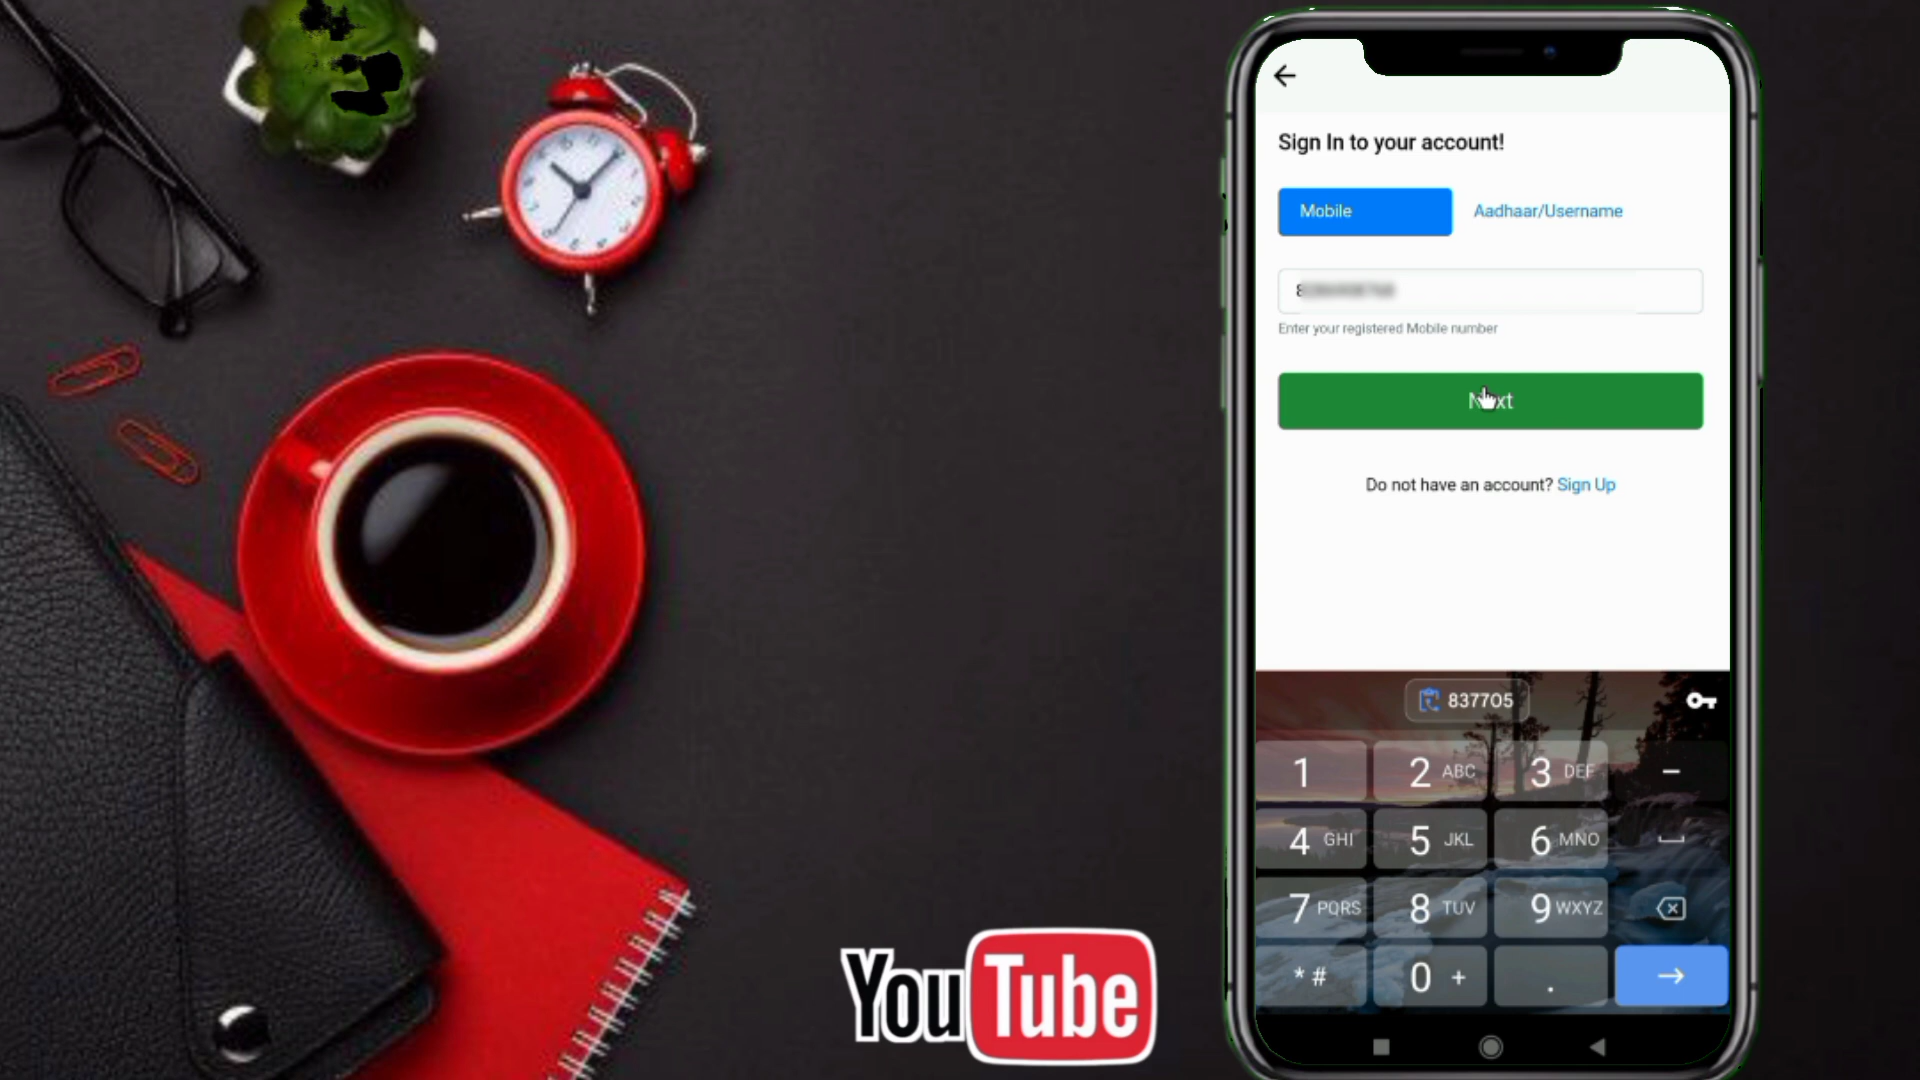 Sign In to your account!
Mobile
Aadhaar/Username
8
Enter your registered Mobile number
Next
Do not have an account? Sign Up
837705
1
2 ABC
3 DEF
-
4 GHI
5 JKL
6 MNO
7 PQRS
8 TUV
9 WXYZ
* #
0 +
.
YouTube